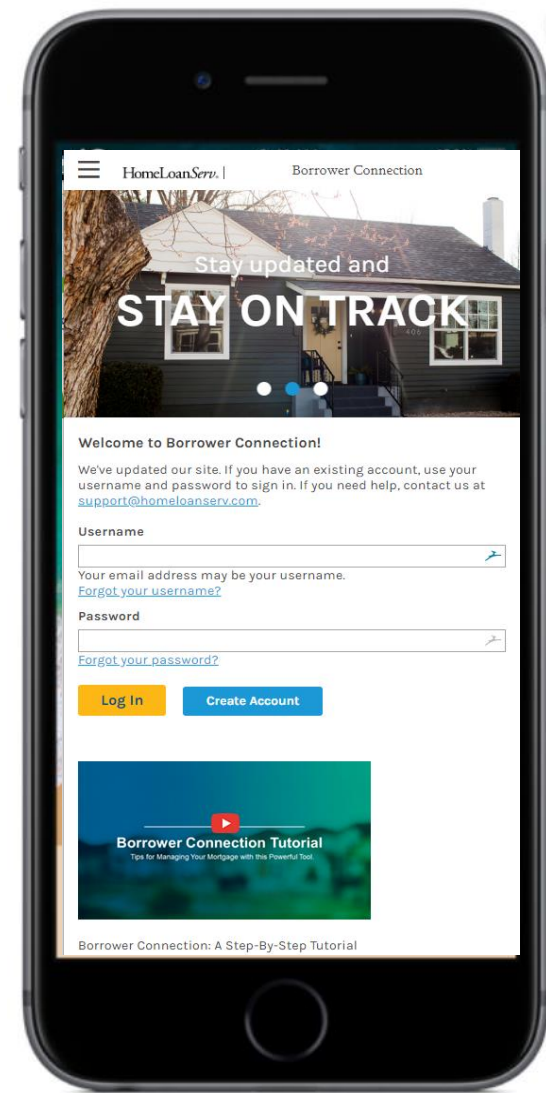 HomeLoanServ. | Borrower Connection
Stay updated and
STAY ON TRACK
406
Welcome to Borrower Connection!
We've updated our site. If you have an existing account, use your
username and password to sign in. If you need help, contact us at
support@homeloanserv.com.
Username
Your email address may be your username.
Forgot your username?
Password
Forgot your password?
Log In Create Account
Borrower Connection Tutorial
Tips for Managing Your Mortgage with this Powerful Tool.
Borrower Connection: A Step-By-Step Tutorial